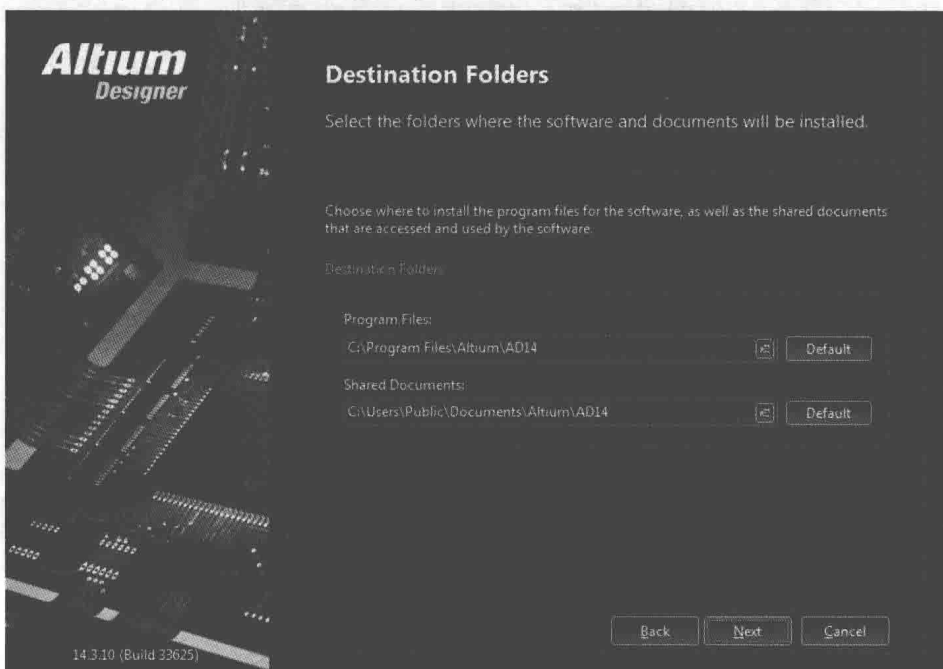 Altium
Designer
Destination Folders
Select the folders where the software and documents will be installed.
Choose where to install the program files for the software, as well as the shared documents
that are accessed and used by the software.
Destination Folders
Program Files:
C:\Program Files\Altium\AD14
Default
Shared Documents:
C:\Users\Public\Documents\Altium\AD14
Default
Back
Next
Cancel
14.3.10 (Build 33625)